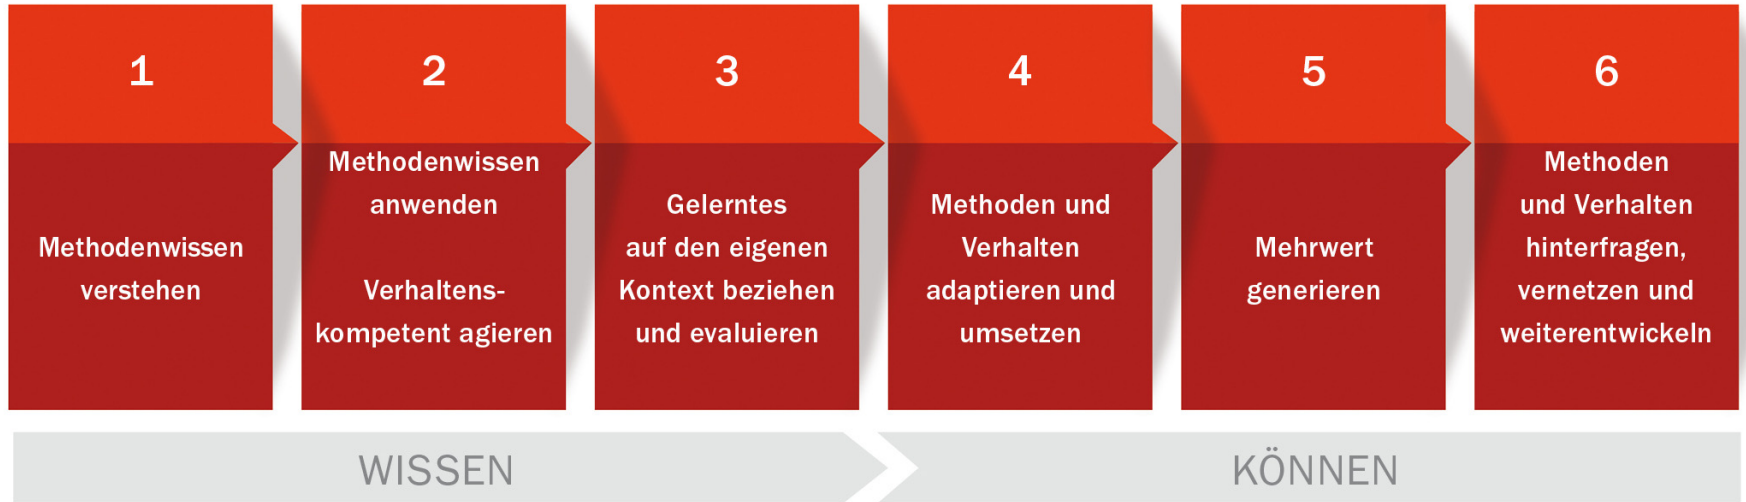 1
Methodenwissen
verstehen
2
Methodenwissen
anwenden
Verhaltens-
kompetent agieren
3
Gelerntes
auf den eigenen
Kontext beziehen
und evaluieren
4
Methoden und
Verhalten
adaptieren und
umsetzen
5
Mehrwert
generieren
6
Methoden
und Verhalten
hinterfragen,
vernetzen und
weiterentwickeln
WISSEN
KÖNNEN